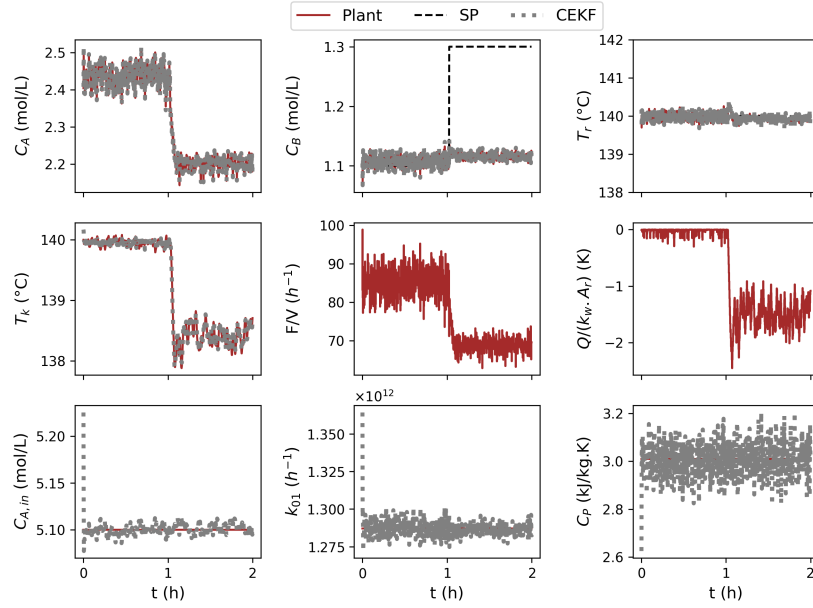 Plant SP CEKF
C_A (mol/L)
2.5
2.4
2.3
2.2
C_B (mol/L)
1.3
1.2
1.1
T_r (°C)
142
141
140
139
138
T_k (°C)
140
139
138
F/V (h⁻¹)
100
90
80
70
Q/(k_w. A_r) (K)
0
−1
−2
C_{A,in} (mol/L)
5.20
5.15
5.10
0 1 2
t (h)
k_{01} (h⁻¹)
×10¹²
1.350
1.325
1.300
1.275
0 1 2
t (h)
C_P (kJ/kg.K)
3.2
3.0
2.8
2.6
0 1 2
t (h)